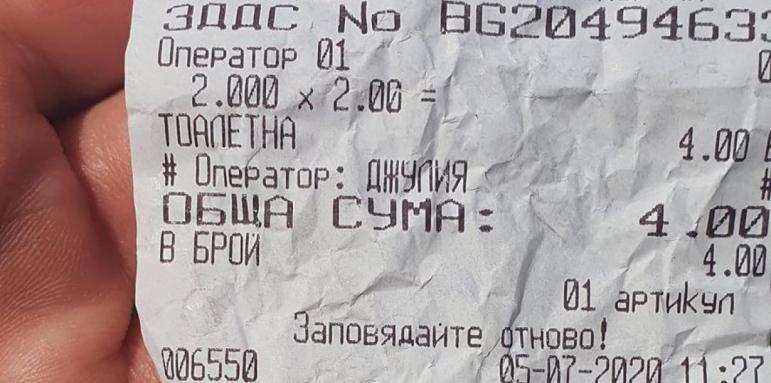 ЗДДС No BG20494633
Оператор 01
2.000 x 2.00 =
ТОАЛЕТНА 4.00
# Оператор: ДЖУЛИЯ #
ОБЩА СУМА: 4.00
В БРОЙ 4.00
01 артикул
Заповядайте отново!
006550 05-07-2020 11:27